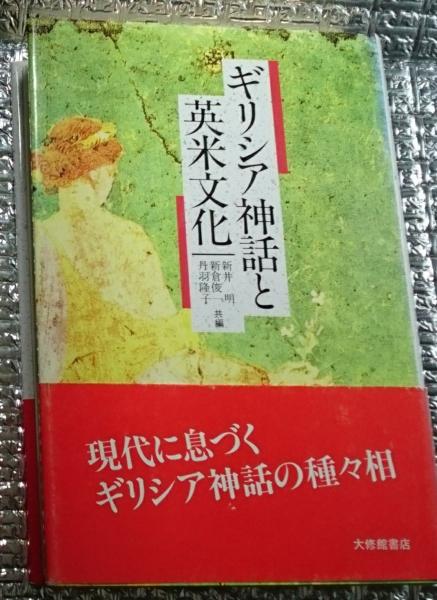 ギリシア神話と
英米文化
新井 明
新倉俊一
丹羽隆子
共編
現代に息づく
ギリシア神話の種々相
大修館書店